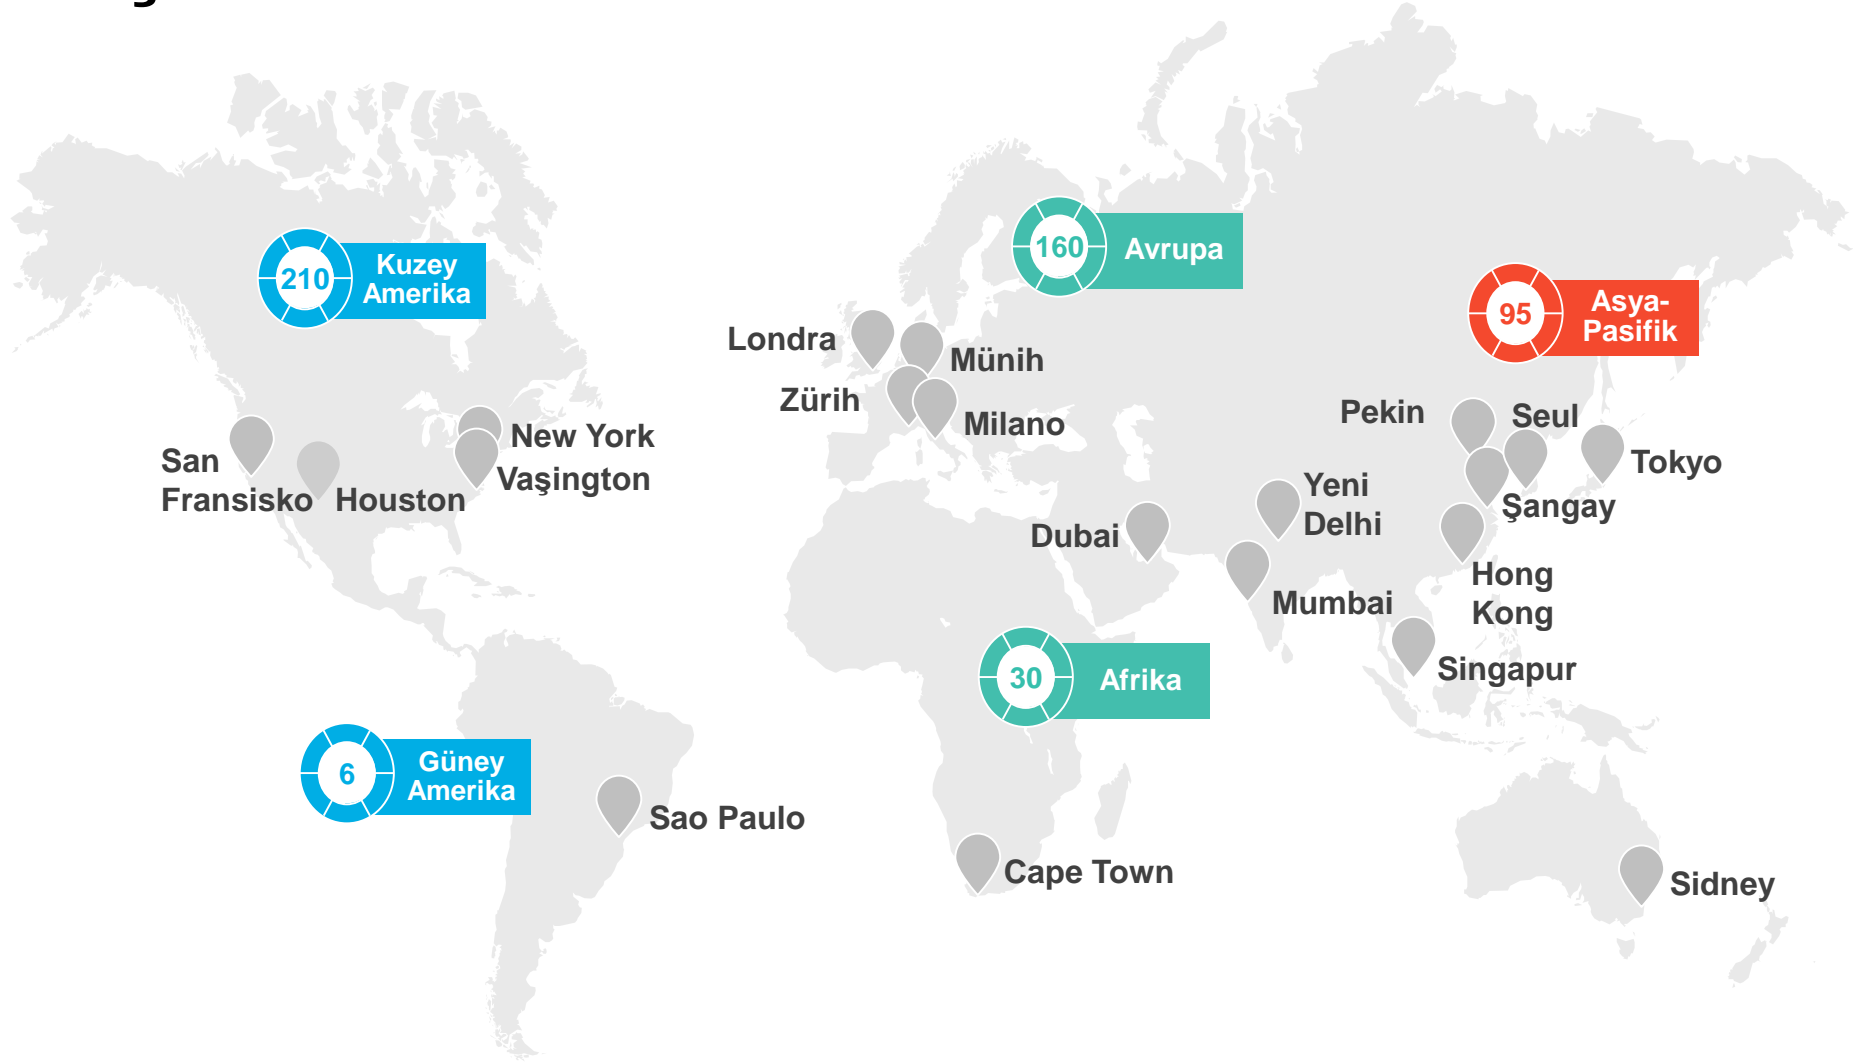 210
Kuzey
Amerika
160
Avrupa
95
Asya-
Pasifik
Londra
Münih
Zürih
Milano
Pekin
Seul
Tokyo
New York
Vaşington
San
Fransisko
Houston
Yeni
Delhi
Şangay
Dubai
Mumbai
Hong
Kong
Singapur
30
Afrika
6
Güney
Amerika
Sao Paulo
Cape Town
Sidney